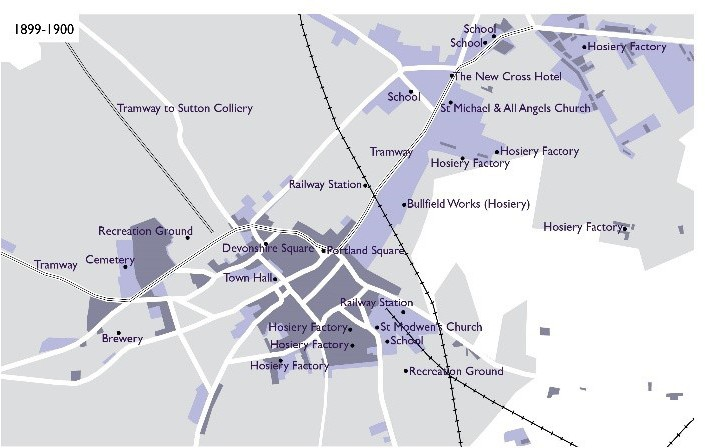 1899-1900
School
School
Hosiery Factory
The New Cross Hotel
School
St Michael & All Angels Church
Tramway to Sutton Colliery
Tramway
Hosiery Factory
Hosiery Factory
Railway Station
Bullfield Works (Hosiery)
Hosiery Factory
Recreation Ground
Devonshire Square
Portland Square
Cemetery
Tramway
Town Hall
Railway Station
Hosiery Factory
St Modwen's Church
Brewery
Hosiery Factory
School
Hosiery Factory
Recreation Ground